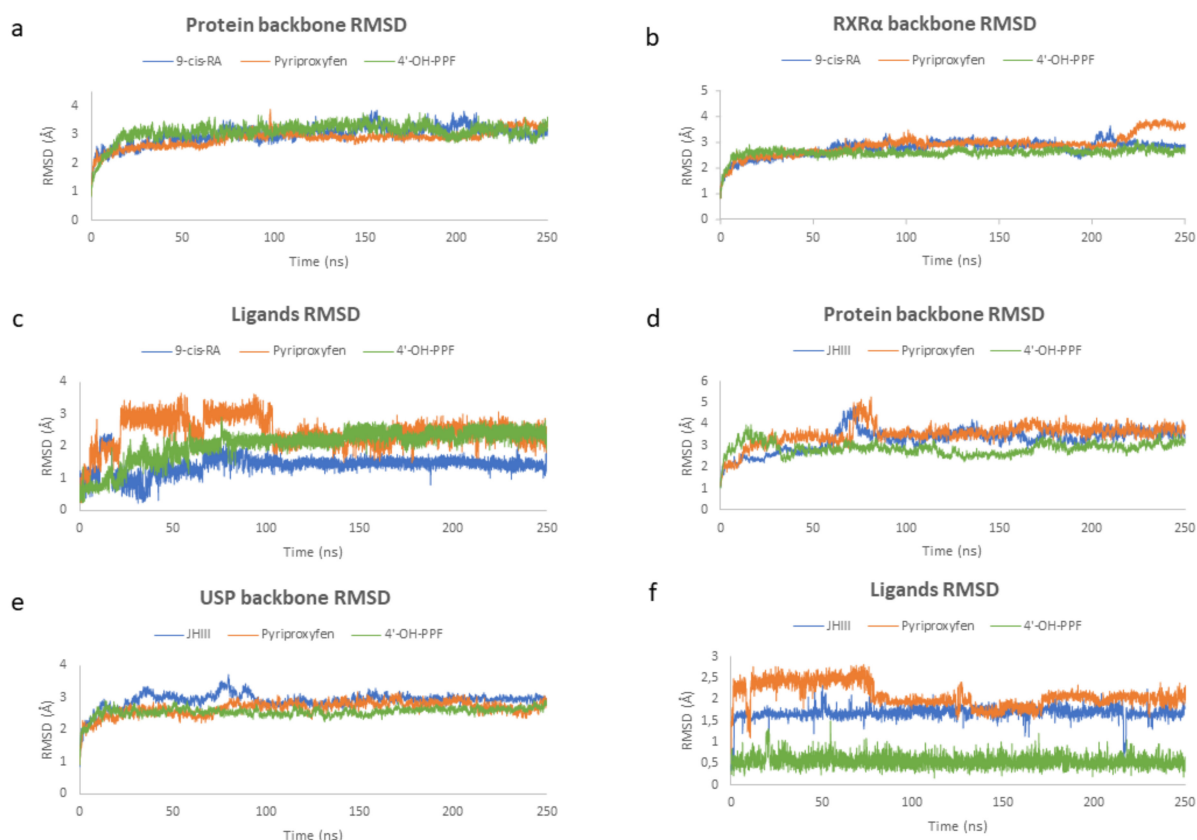 a
Protein backbone RMSD
9-cis-RA Pyriproxyfen 4'-OH-PPF
RMSD (Å)
4
3
2
1
0
0 50 100 150 200 250
Time (ns)
b
RXRα backbone RMSD
9-cis-RA Pyriproxyfen 4'-OH-PPF
RMSD (Å)
5
4
3
2
1
0
0 50 100 150 200 250
Time (ns)
c
Ligands RMSD
9-cis-RA Pyriproxyfen 4'-OH-PPF
RMSD (Å)
4
3
2
1
0
0 50 100 150 200 250
Time (ns)
d
Protein backbone RMSD
JHIII Pyriproxyfen 4'-OH-PPF
RMSD (Å)
6
5
4
3
2
1
0
0 50 100 150 200 250
Time (ns)
e
USP backbone RMSD
JHIII Pyriproxyfen 4'-OH-PPF
RMSD (Å)
4
3
2
1
0
0 50 100 150 200 250
Time (ns)
f
Ligands RMSD
JHIII Pyriproxyfen 4'-OH-PPF
RMSD (Å)
3
2,5
2
1,5
1
0,5
0
0 50 100 150 200 250
Time (ns)